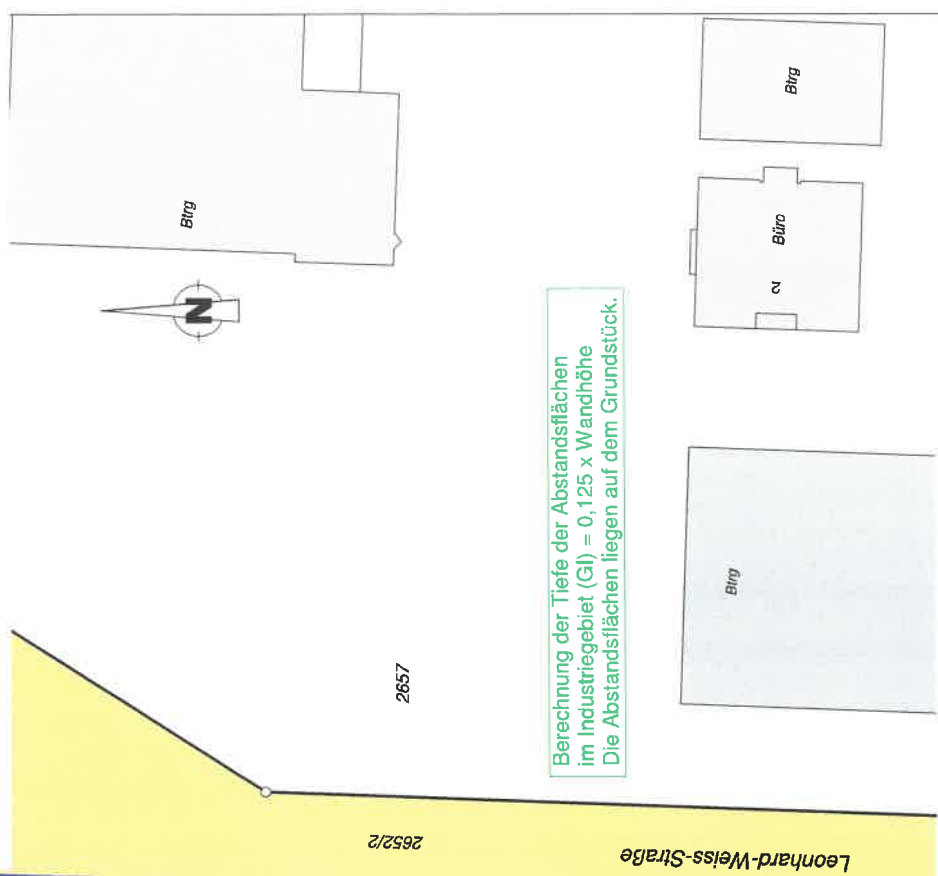 Btrg
Btrg
Btrg
Büro
2
N
Berechnung der Tiefe der Abstandsflächen
im Industriegebiet (GI) = 0,125 x Wandhöhe
Die Abstandsflächen liegen auf dem Grundstück.
Btrg
2657
2652/2
Leonhard-Weiss-Straße